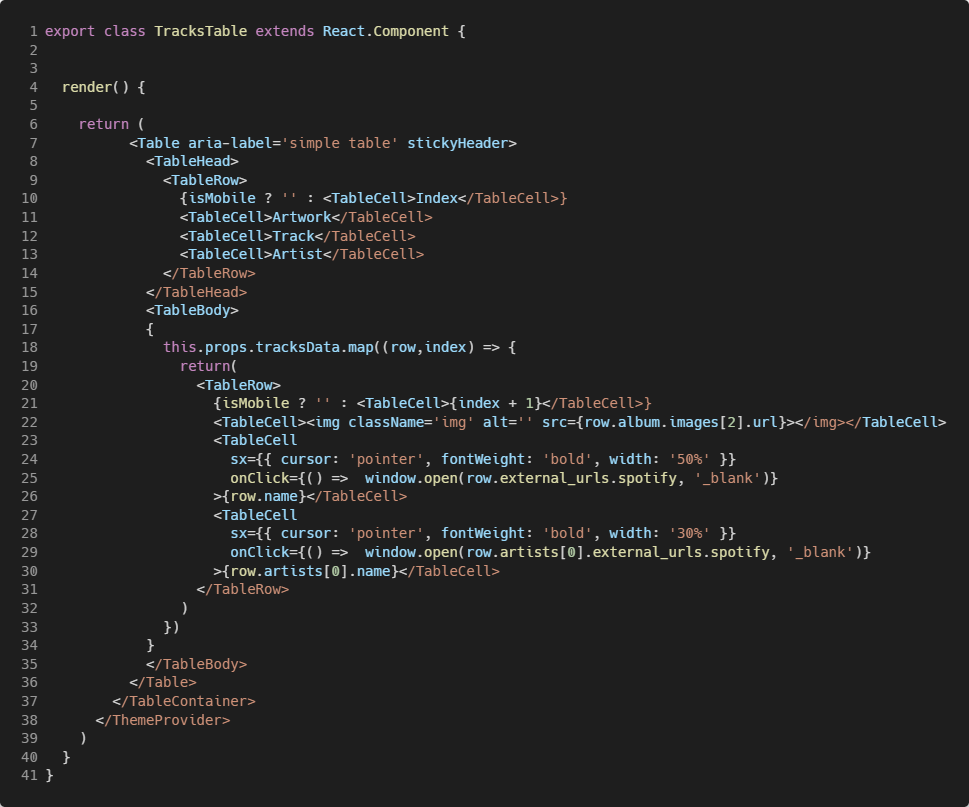 1 export class TracksTable extends React.Component {
2
3
4   render() {
5
6     return (
7           <Table aria-label='simple table' stickyHeader>
8             <TableHead>
9               <TableRow>
10                 {isMobile ? '' : <TableCell>Index</TableCell>}
11                 <TableCell>Artwork</TableCell>
12                 <TableCell>Track</TableCell>
13                 <TableCell>Artist</TableCell>
14               </TableRow>
15             </TableHead>
16             <TableBody>
17             {
18               this.props.tracksData.map((row,index) => {
19                 return(
20                   <TableRow>
21                     {isMobile ? '' : <TableCell>{index + 1}</TableCell>}
22                     <TableCell><img className='img' alt='' src={row.album.images[2].url}></img></TableCell>
23                     <TableCell
24                       sx={{ cursor: 'pointer', fontWeight: 'bold', width: '50%' }}
25                       onClick={() =>  window.open(row.external_urls.spotify, '_blank')}
26                     >{row.name}</TableCell>
27                     <TableCell
28                       sx={{ cursor: 'pointer', fontWeight: 'bold', width: '30%' }}
29                       onClick={() =>  window.open(row.artists[0].external_urls.spotify, '_blank')}
30                     >{row.artists[0].name}</TableCell>
31                   </TableRow>
32                 )
33               })
34             }
35             </TableBody>
36           </Table>
37         </TableContainer>
38       </ThemeProvider>
39     )
40   }
41 }